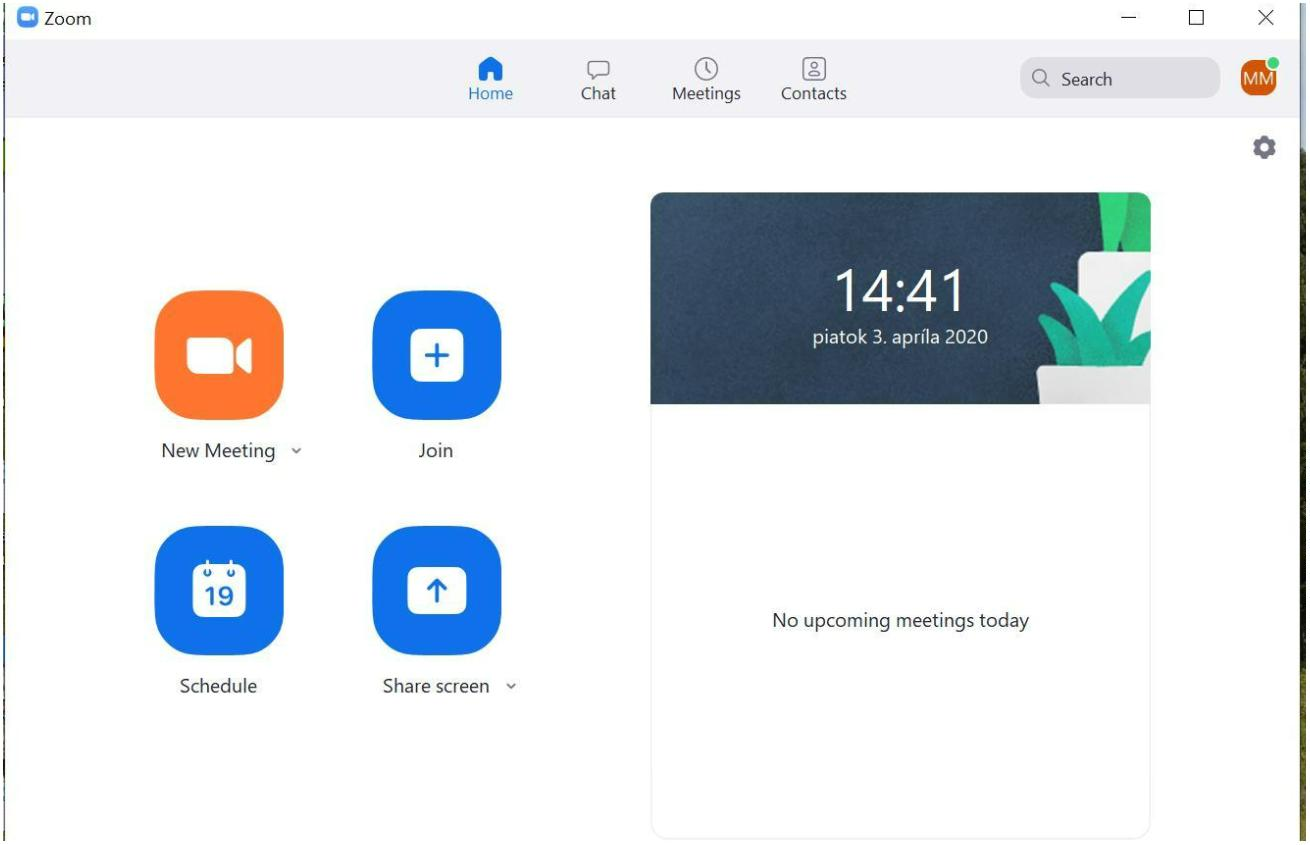 Zoom
Home
Chat
Meetings
Contacts
Search
MM
14:41
piatok 3. apríla 2020
New Meeting
Join
19
Schedule
Share screen
No upcoming meetings today